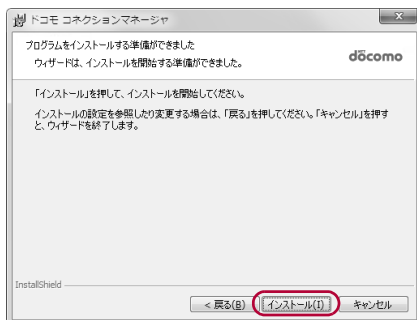 ドコモ コネクションマネージャ
x
プログラムをインストールする準備ができました
ウィザードは、インストールを開始する準備ができました。
döcomo
「インストール」を押して、インストールを開始してください。
インストールの設定を参照したり変更する場合は、「戻る」を押してください。「キャンセル」を押す
と、ウィザードを終了します。
InstallShield
< 戻る(B)
インストール(I)
キャンセル